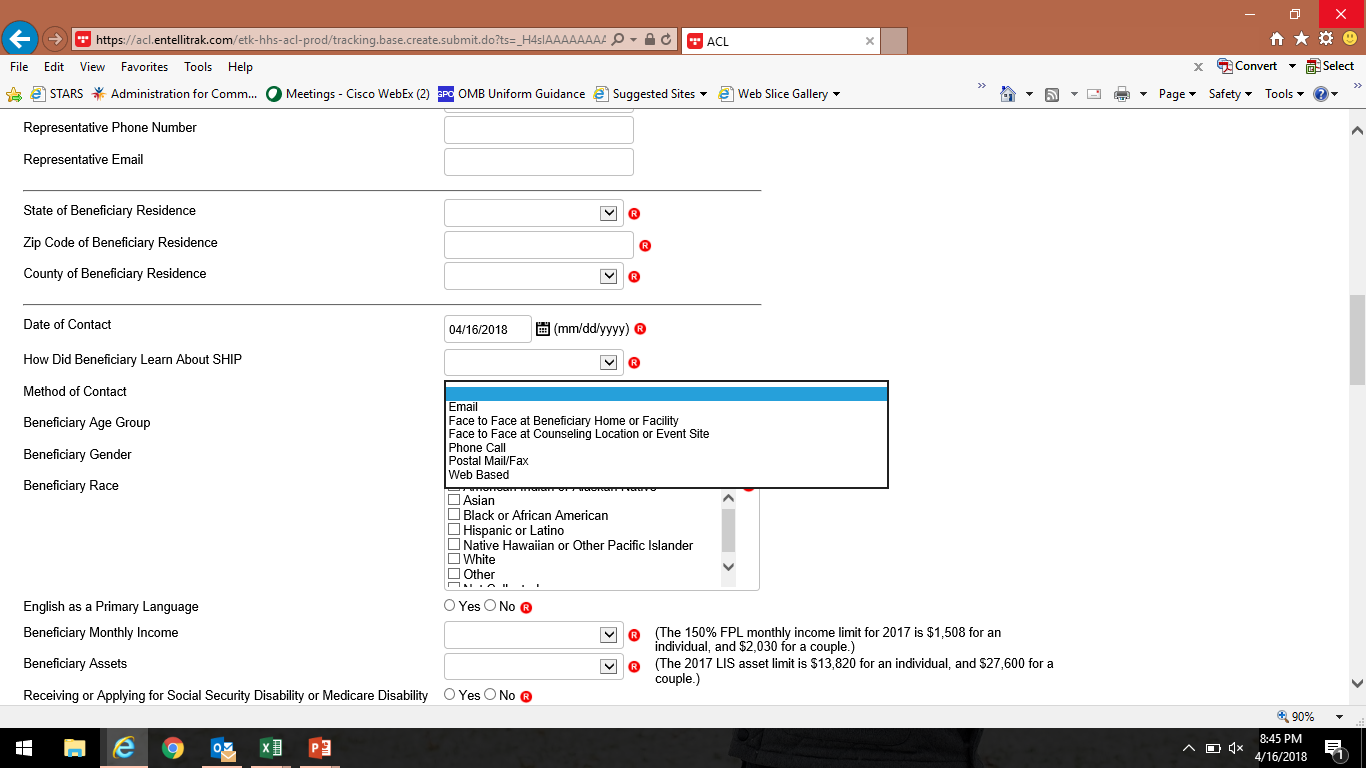 https://acl.entellitrak.com/etk-hhs-acl-prod/tracking.base.create.submit.do?ts=_H4sIAAAAAAAA
ACL
File Edit View Favorites Tools Help
Convert Select
STARS Administration for Comm... Meetings - Cisco WebEx (2) GPO OMB Uniform Guidance Suggested Sites Web Slice Gallery Page Safety Tools
Representative Phone Number
Representative Email
State of Beneficiary Residence R
Zip Code of Beneficiary Residence R
County of Beneficiary Residence R
Date of Contact 04/16/2018 (mm/dd/yyyy) R
How Did Beneficiary Learn About SHIP R
Method of Contact
Email
Face to Face at Beneficiary Home or Facility
Beneficiary Age Group
Face to Face at Counseling Location or Event Site
Phone Call
Beneficiary Gender
Postal Mail/Fax
Web Based
Beneficiary Race
American Indian or Alaskan Native
Asian
Black or African American
Hispanic or Latino
Native Hawaiian or Other Pacific Islander
White
Other
English as a Primary Language Yes No R
Beneficiary Monthly Income R (The 150% FPL monthly income limit for 2017 is $1,508 for an
individual, and $2,030 for a couple.)
Beneficiary Assets R (The 2017 LIS asset limit is $13,820 for an individual, and $27,600 for a
couple.)
Receiving or Applying for Social Security Disability or Medicare Disability Yes No R
90%
8:45 PM
4/16/2018
1